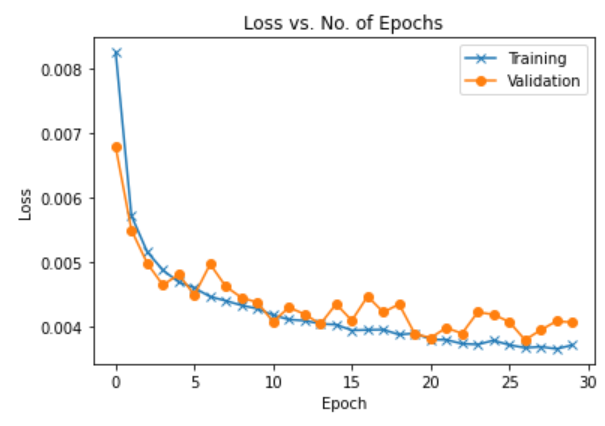 Loss vs. No. of Epochs
Training
Validation
0.008
0.007
0.006
0.005
0.004
Loss
0 5 10 15 20 25 30
Epoch